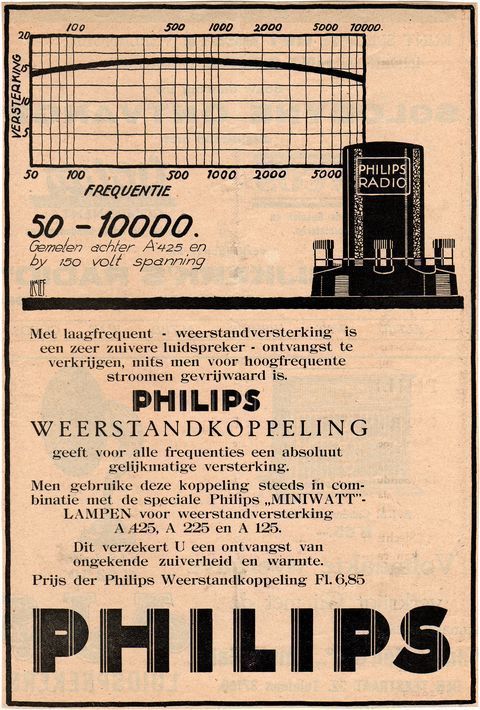 100 500 1000 2000 5000 10000.
20
15
10
5
VERSTERKING
50 100 500 1000 2000 5000
FREQUENTIE
PHILIPS
RADIO
50 - 10000.
Gemeten achter A 425 en
by 150 volt spanning
Met laagfrequent - weerstandversterking is
een zeer zuivere luidspreker - ontvangst te
verkrijgen, mits men voor hoogfrequente
stroomen gevrijwaard is.
PHILIPS
WEERSTANDKOPPELING
geeft voor alle frequenties een absoluut
gelijkmatige versterking.
Men gebruike deze koppeling steeds in com-
binatie met de speciale Philips „MINIWATT"-
LAMPEN voor weerstandversterking
A 425, A 225 en A 125.
Dit verzekert U een ontvangst van
ongekende zuiverheid en warmte.
Prijs der Philips Weerstandkoppeling Fl. 6,85
PHILIPS